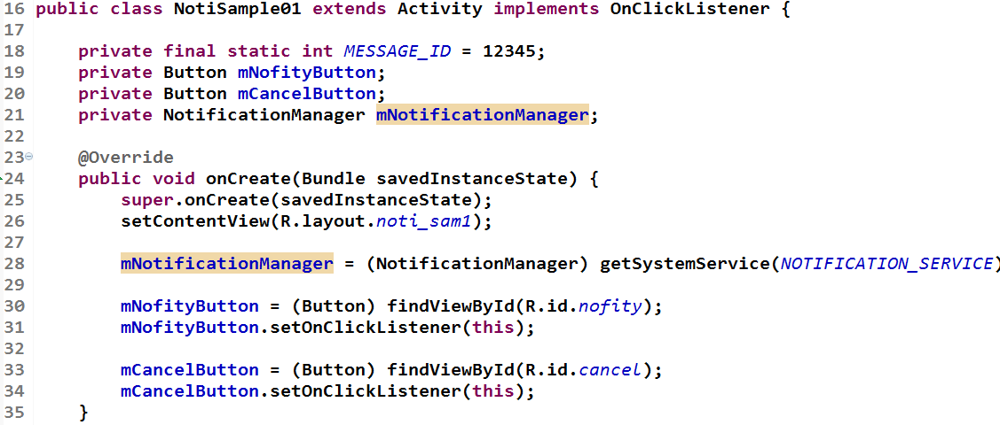 16 public class NotiSample01 extends Activity implements OnClickListener {
17
18     private final static int MESSAGE_ID = 12345;
19     private Button mNofityButton;
20     private Button mCancelButton;
21     private NotificationManager mNotificationManager;
22
23     @Override
24     public void onCreate(Bundle savedInstanceState) {
25         super.onCreate(savedInstanceState);
26         setContentView(R.layout.noti_sam1);
27
28         mNotificationManager = (NotificationManager) getSystemService(NOTIFICATION_SERVICE)
29
30         mNofityButton = (Button) findViewById(R.id.nofity);
31         mNofityButton.setOnClickListener(this);
32
33         mCancelButton = (Button) findViewById(R.id.cancel);
34         mCancelButton.setOnClickListener(this);
35     }